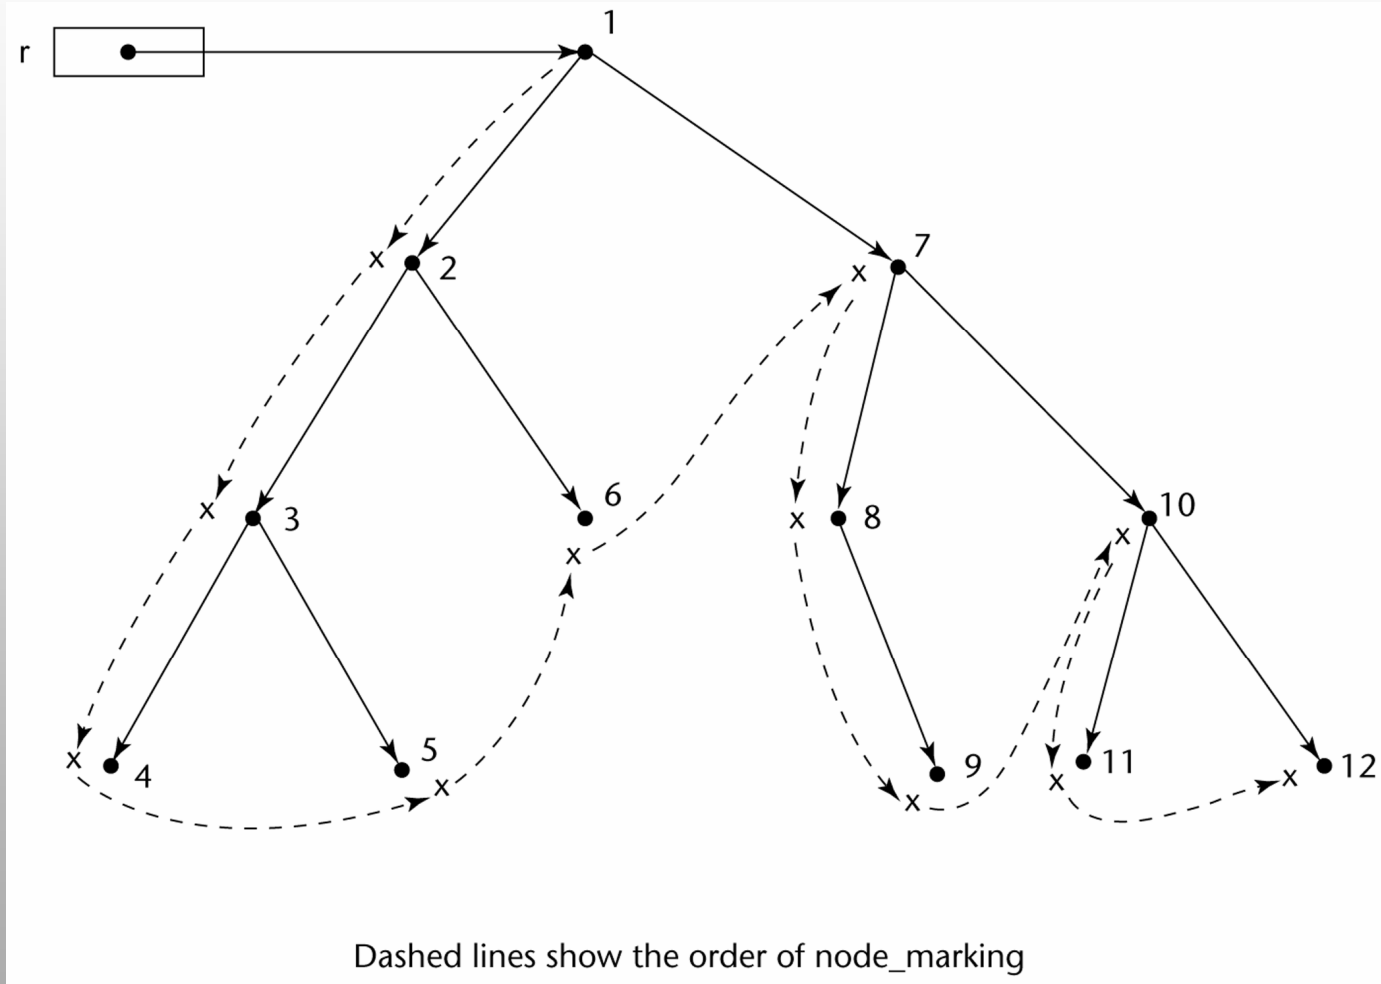 1
r
7
2
x
x
6
10
x
3
x
8
x
x
5
9
11
12
x
4
x
x
x
x
Dashed lines show the order of node_marking